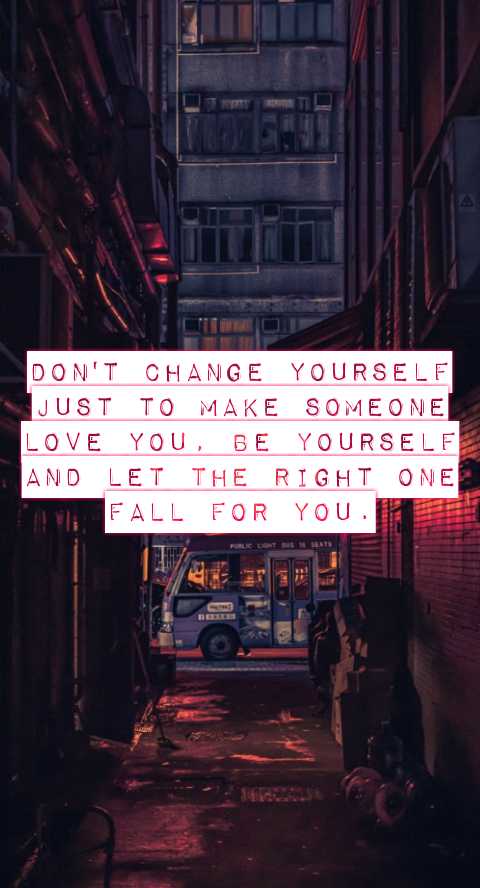 DON'T CHANGE YOURSELF
JUST TO MAKE SOMEONE
LOVE YOU, BE YOURSELF
AND LET THE RIGHT ONE
FALL FOR YOU.
PUBLIC LIGHT BUS 16 SEATS